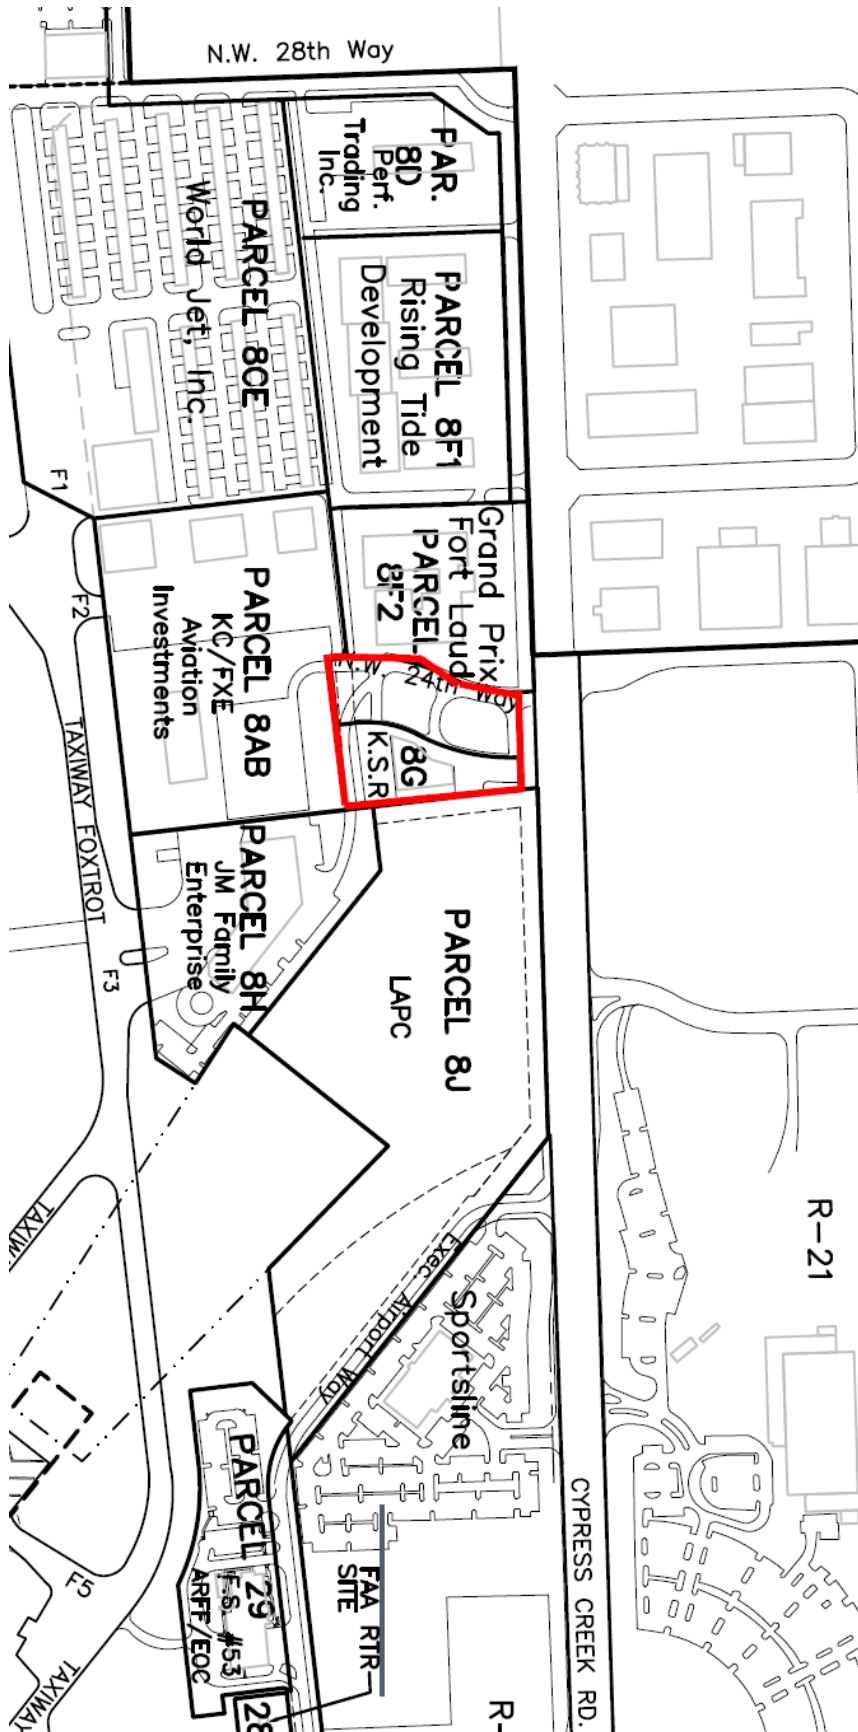 N.W. 28th Way
PAR.
8D
Perf.
Trading
Inc.
PARCEL 8CE
World Jet, Inc.
PARCEL 8F1
Rising Tide
Development
F1
Grand Prix
Fort Laud
PARCEL
8F2
PARCEL 8AB
KC/FXE
Aviation
Investments
F2
N.W. 24th Way
8G
K.S.R
TAXIWAY FOXTROT
PARCEL 8H
JM Family
Enterprise
F3
PARCEL 8J
LAPC
R-21
TAXIW
Exec. Airport Way
Sportsline
CYPRESS CREEK RD.
PARCEL 29
F.S. #53
ARFF/EOC
FAA RTR
SITE
F5
TAXIWAY
28
R-